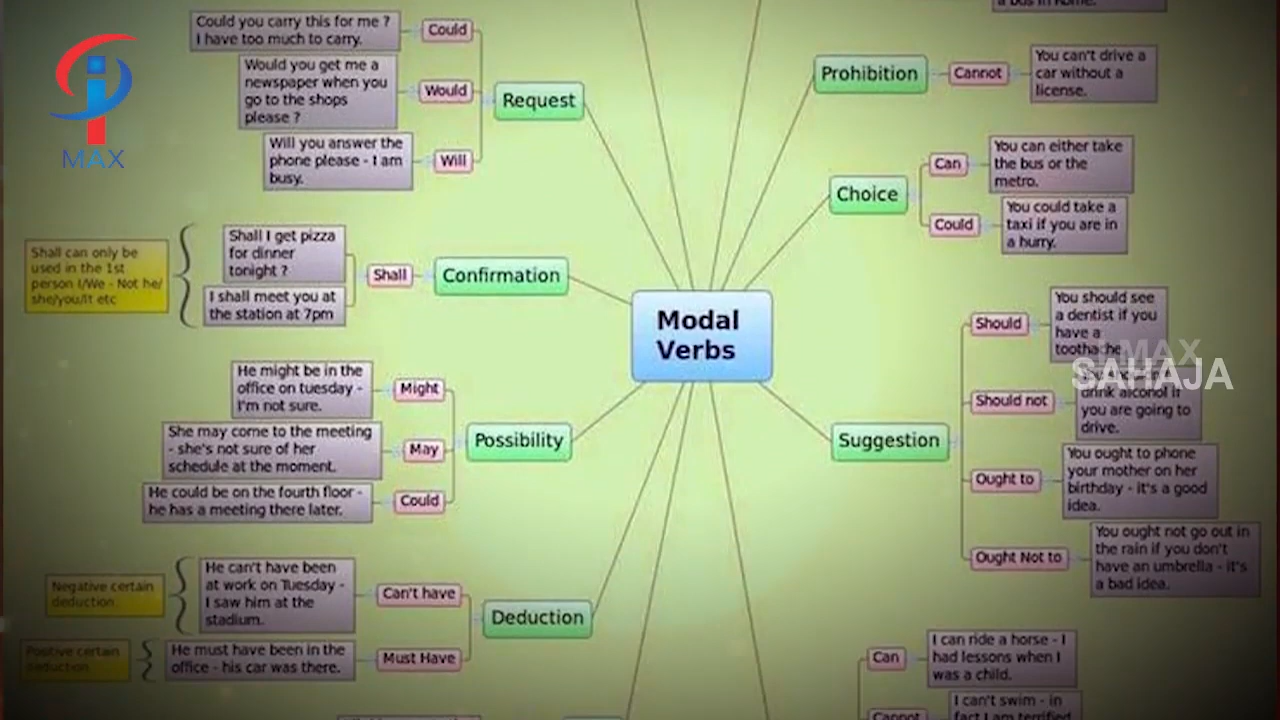 MAX
Could you carry this for me ?
I have too much to carry.
Could
Would you get me a
newspaper when you
go to the shops
please ?
Would
Request
Will you answer the
phone please - I am
busy.
Will
Shall can only be
used in the 1st
person I/We - Not he/
she/you/it etc
Shall I get pizza
for dinner
tonight ?
I shall meet you at
the station at 7pm
Shall
Confirmation
Modal
Verbs
He might be in the
office on tuesday -
I'm not sure.
Might
She may come to the meeting
- she's not sure of her
schedule at the moment.
May
Possibility
He could be on the fourth floor -
he has a meeting there later.
Could
Negative certain
deduction
He can't have been
at work on Tuesday -
I saw him at the
stadium.
Can't have
Deduction
Positive certain
deduction
He must have been in the
office - his car was there.
Must Have
Prohibition
Cannot
You can't drive a
car without a
license.
Choice
Can
You can either take
the bus or the
metro.
Could
You could take a
taxi if you are in
a hurry.
Suggestion
Should
You should see
a dentist if you
have a
toothache
MAX
SAHAJA
Should not
drink alcohol if
you are going to
drive.
Ought to
You ought to phone
your mother on her
birthday - it's a good
idea.
Ought Not to
You ought not go out in
the rain if you don't
have an umbrella - it's
a bad idea.
Can
I can ride a horse - I
had lessons when I
was a child.
Cannot
I can't swim - in
fact I am terrified